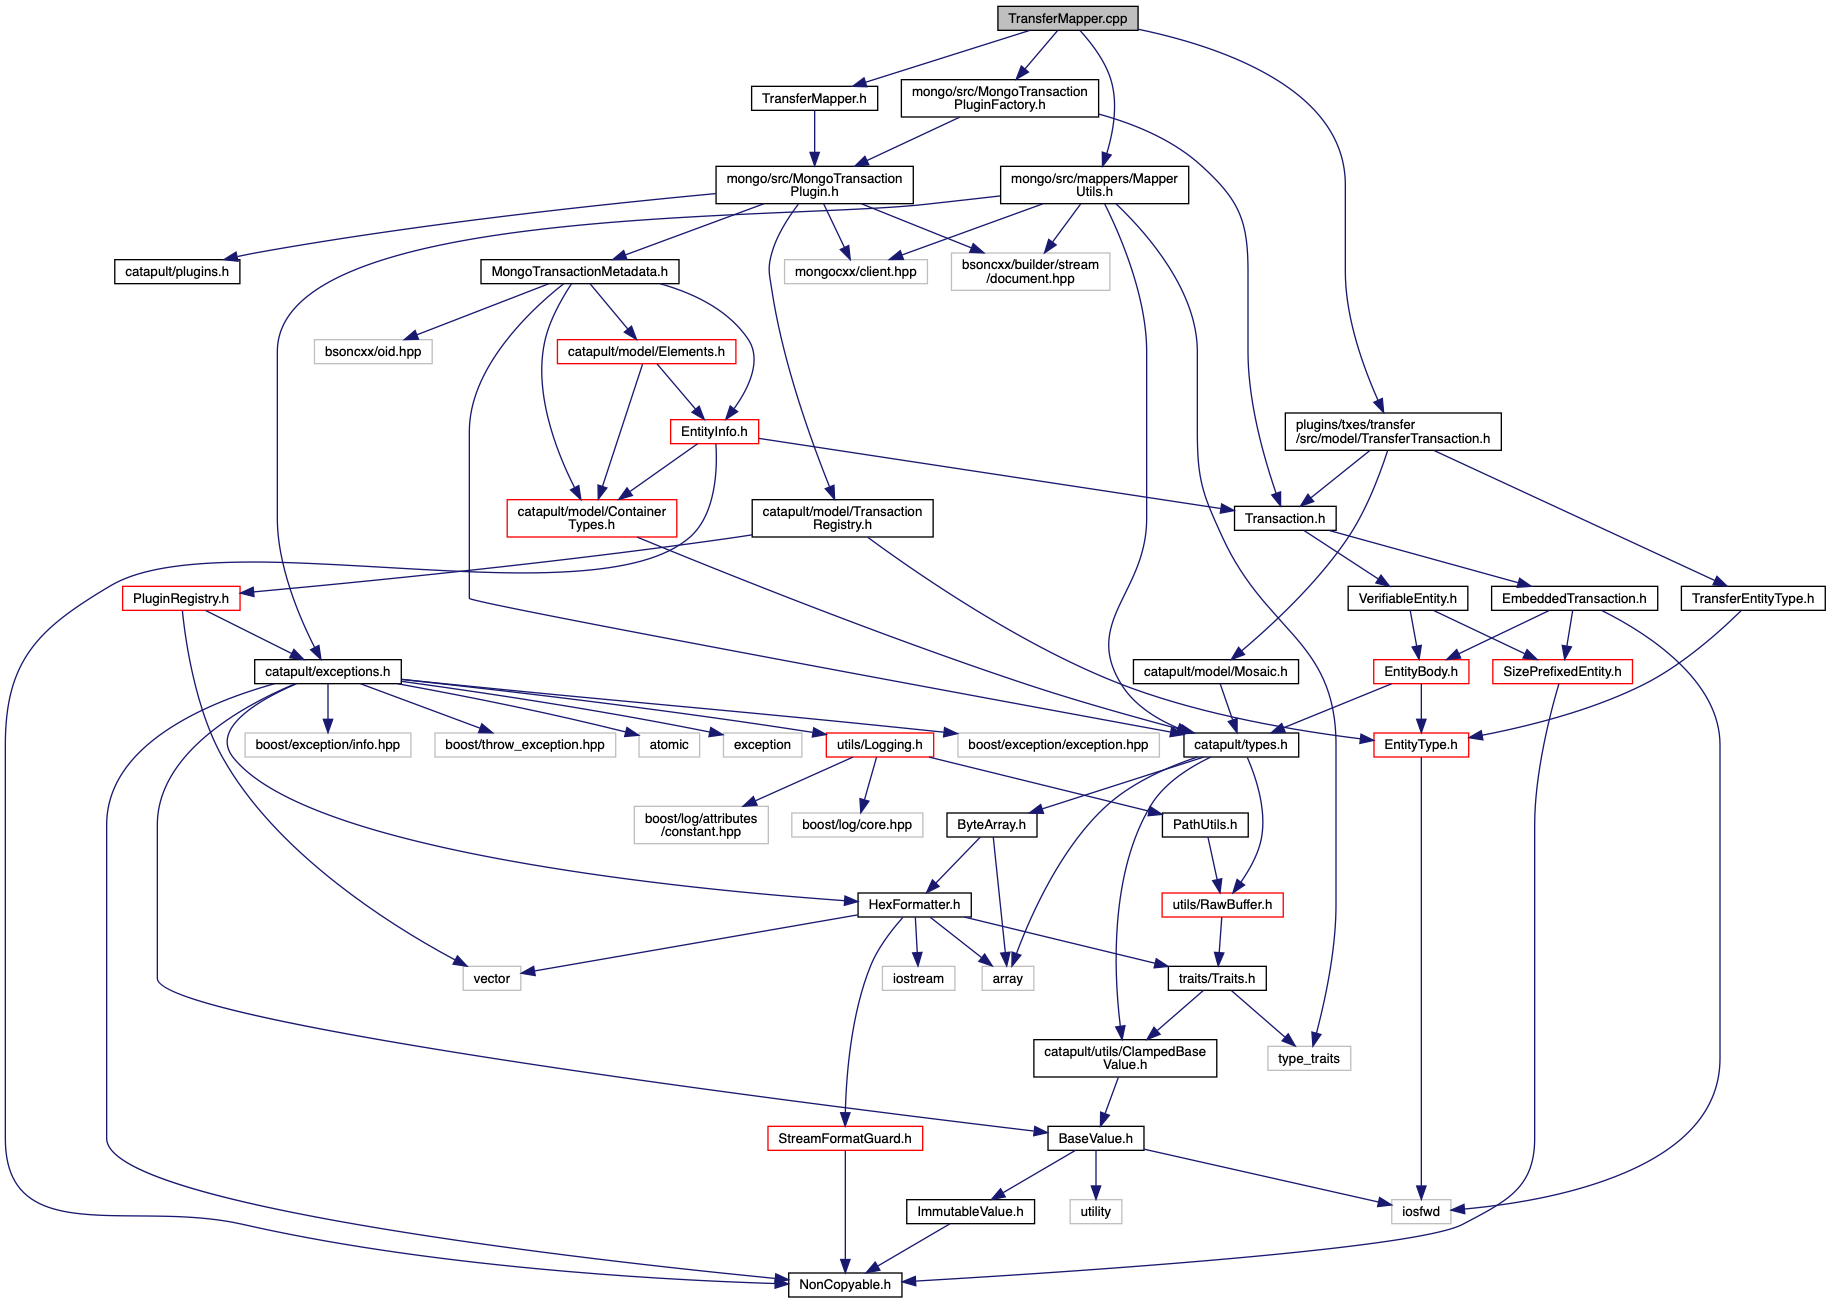 TransferMapper.cpp
TransferMapper.h
mongo/src/MongoTransaction
PluginFactory.h
mongo/src/MongoTransaction
Plugin.h
mongo/src/mappers/Mapper
Utils.h
catapult/plugins.h
MongoTransactionMetadata.h
mongocxx/client.hpp
bsoncxx/builder/stream
/document.hpp
bsoncxx/oid.hpp
catapult/model/Elements.h
EntityInfo.h
plugins/txes/transfer
/src/model/TransferTransaction.h
catapult/model/Container
Types.h
catapult/model/Transaction
Registry.h
Transaction.h
PluginRegistry.h
VerifiableEntity.h
EmbeddedTransaction.h
TransferEntityType.h
catapult/exceptions.h
catapult/model/Mosaic.h
EntityBody.h
SizePrefixedEntity.h
boost/exception/info.hpp
boost/throw_exception.hpp
atomic
exception
utils/Logging.h
boost/exception/exception.hpp
catapult/types.h
EntityType.h
boost/log/attributes
/constant.hpp
boost/log/core.hpp
ByteArray.h
PathUtils.h
HexFormatter.h
utils/RawBuffer.h
vector
iostream
array
traits/Traits.h
catapult/utils/ClampedBase
Value.h
type_traits
StreamFormatGuard.h
BaseValue.h
ImmutableValue.h
utility
iosfwd
NonCopyable.h